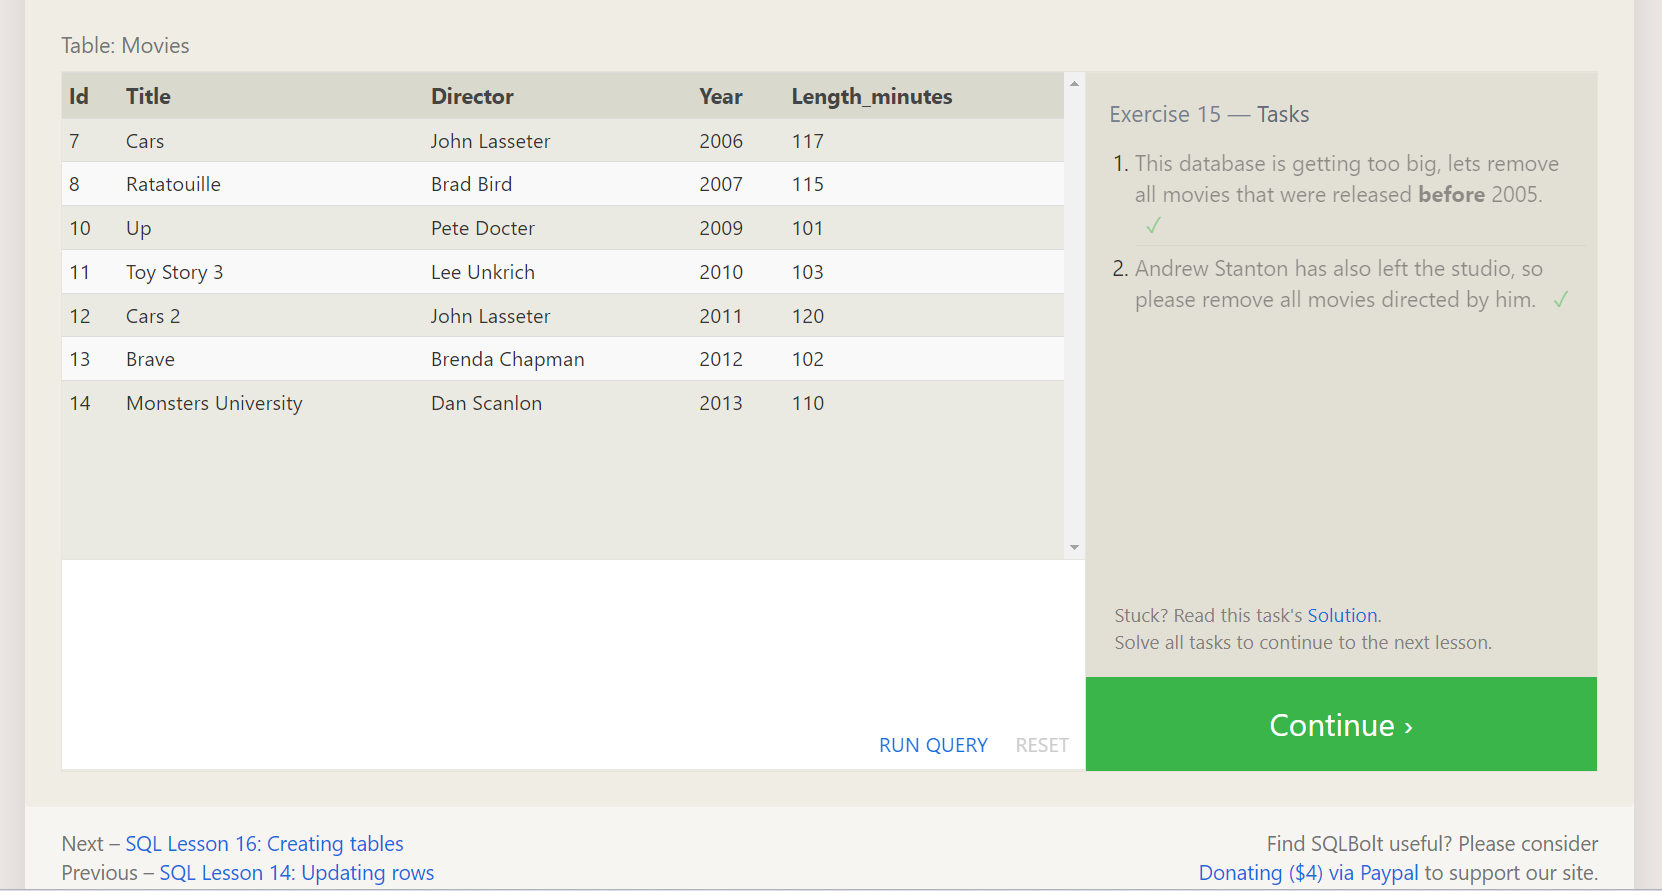 Table: Movies
Id Title Director Year Length_minutes
7 Cars John Lasseter 2006 117
8 Ratatouille Brad Bird 2007 115
10 Up Pete Docter 2009 101
11 Toy Story 3 Lee Unkrich 2010 103
12 Cars 2 John Lasseter 2011 120
13 Brave Brenda Chapman 2012 102
14 Monsters University Dan Scanlon 2013 110
RUN QUERY RESET
Exercise 15 — Tasks
1. This database is getting too big, lets remove
all movies that were released before 2005.
✓
2. Andrew Stanton has also left the studio, so
please remove all movies directed by him. ✓
Stuck? Read this task's Solution.
Solve all tasks to continue to the next lesson.
Continue ›
Next – SQL Lesson 16: Creating tables
Previous – SQL Lesson 14: Updating rows
Find SQLBolt useful? Please consider
Donating ($4) via Paypal to support our site.